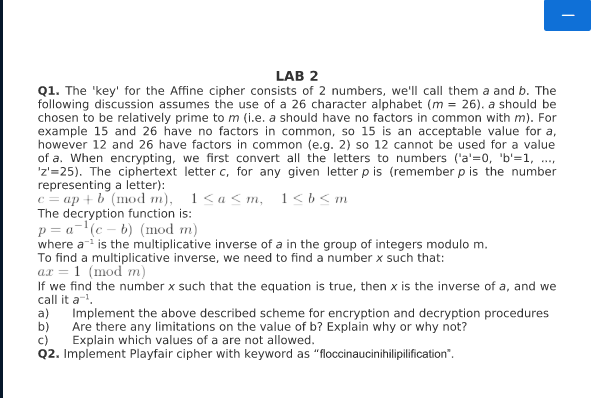 LAB 2
Q1. The 'key' for the Affine cipher consists of 2 numbers, we'll call them a and b. The
following discussion assumes the use of a 26 character alphabet (m = 26). a should be
chosen to be relatively prime to m (i.e. a should have no factors in common with m). For
example 15 and 26 have no factors in common, so 15 is an acceptable value for a,
however 12 and 26 have factors in common (e.g. 2) so 12 cannot be used for a value
of a. When encrypting, we first convert all the letters to numbers ('a'=0, 'b'=1, ...,
'z'=25). The ciphertext letter c, for any given letter p is (remember p is the number
representing a letter):
c = ap + b (mod m), 1 ≤ a ≤ m, 1 ≤ b ≤ m
The decryption function is:
p = a⁻¹(c − b) (mod m)
where a⁻¹ is the multiplicative inverse of a in the group of integers modulo m.
To find a multiplicative inverse, we need to find a number x such that:
ax = 1 (mod m)
If we find the number x such that the equation is true, then x is the inverse of a, and we
call it a⁻¹.
a) Implement the above described scheme for encryption and decryption procedures
b) Are there any limitations on the value of b? Explain why or why not?
c) Explain which values of a are not allowed.
Q2. Implement Playfair cipher with keyword as “floccinaucinihilipilification”.